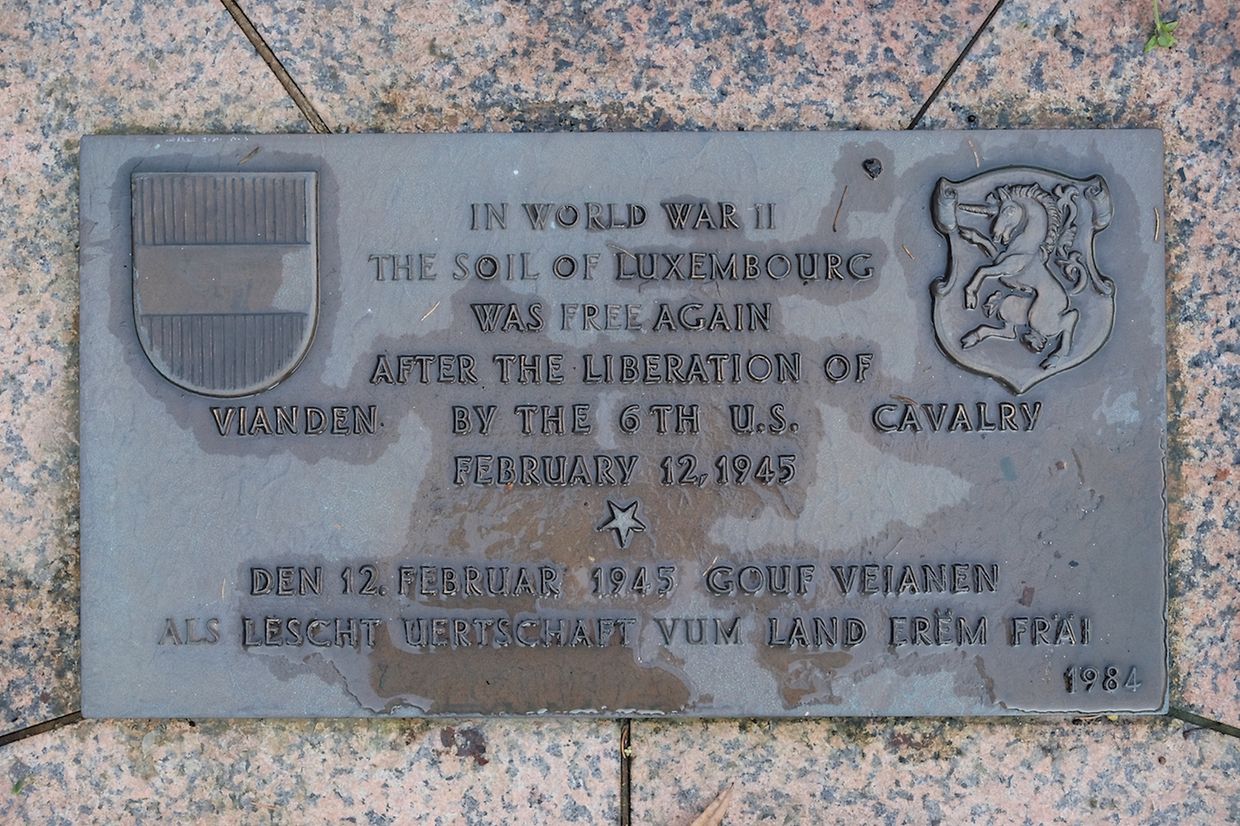 IN WORLD WAR II
THE SOIL OF LUXEMBOURG
WAS FREE AGAIN
AFTER THE LIBERATION OF
VIANDEN BY THE 6TH U.S. CAVALRY
FEBRUARY 12, 1945
DEN 12. FEBRUAR 1945 GOUF VEIANEN
ALS LESCHT UERTSCHAFT VUM LAND ERËM FRÄI
1984